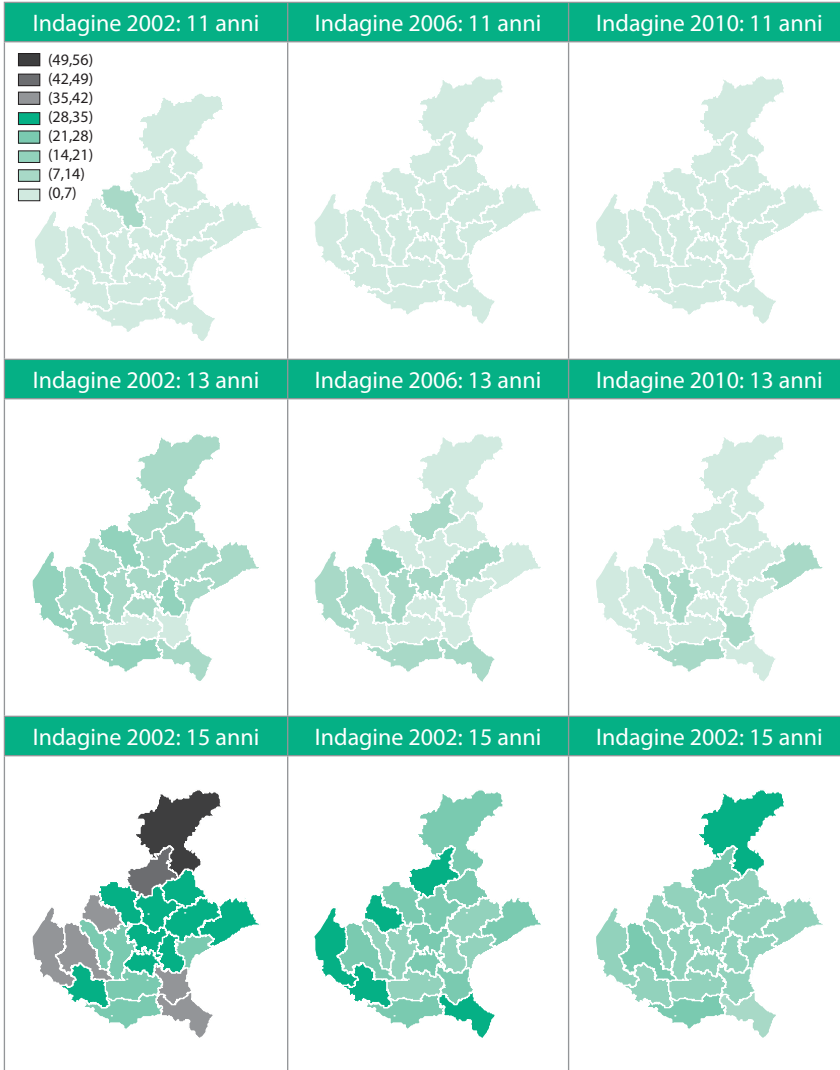 Indagine 2002: 11 anni
Indagine 2006: 11 anni
Indagine 2010: 11 anni
(49,56)
(42,49)
(35,42)
(28,35)
(21,28)
(14,21)
(7,14)
(0,7)
Indagine 2002: 13 anni
Indagine 2006: 13 anni
Indagine 2010: 13 anni
Indagine 2002: 15 anni
Indagine 2002: 15 anni
Indagine 2002: 15 anni